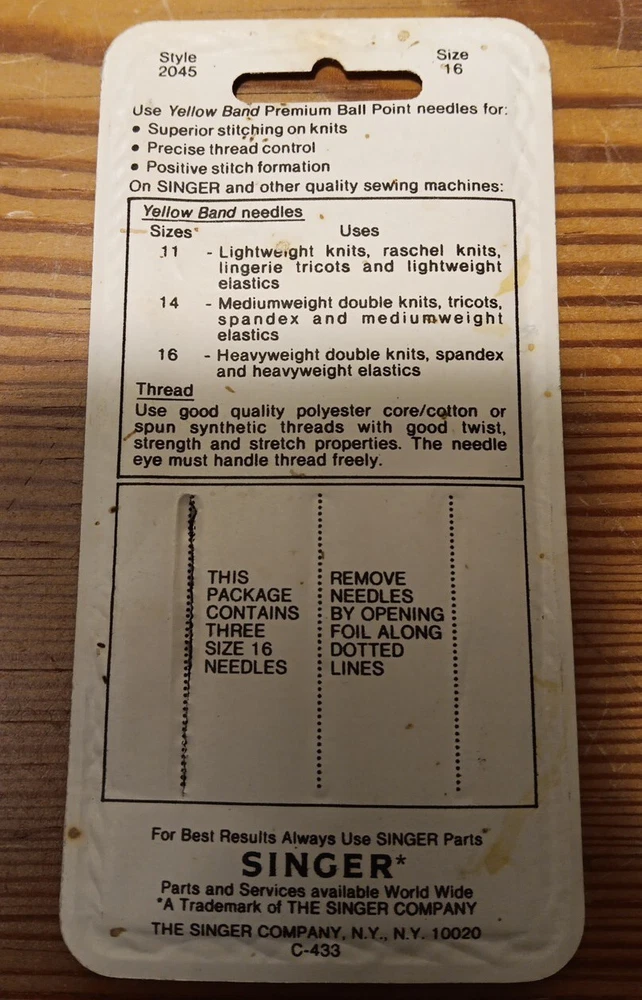 Style
2045
Size
16
Use Yellow Band Premium Ball Point needles for:
• Superior stitching on knits
• Precise thread control
• Positive stitch formation
On SINGER and other quality sewing machines:
Yellow Band needles
Sizes Uses
11 - Lightweight knits, raschel knits,
lingerie tricots and lightweight
elastics
14 - Mediumweight double knits, tricots,
spandex and mediumweight
elastics
16 - Heavyweight double knits, spandex
and heavyweight elastics
Thread
Use good quality polyester core/cotton or
spun synthetic threads with good twist,
strength and stretch properties. The needle
eye must handle thread freely.
THIS
PACKAGE
CONTAINS
THREE
SIZE 16
NEEDLES
REMOVE
NEEDLES
BY OPENING
FOIL ALONG
DOTTED
LINES
For Best Results Always Use SINGER Parts
SINGER*
Parts and Services available World Wide
*A Trademark of THE SINGER COMPANY
THE SINGER COMPANY, N.Y., N.Y. 10020
C-433